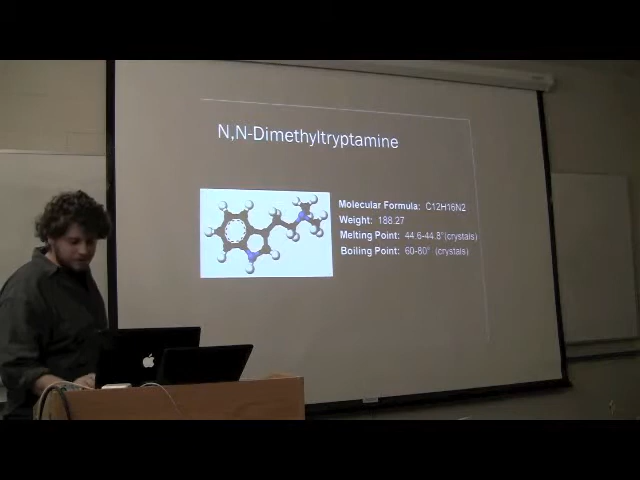 N,N-Dimethyltryptamine
Molecular Formula: C12H16N2
Weight: 188.27
Melting Point: 44.6-44.8°(crystals)
Boiling Point: 60-80° (crystals)